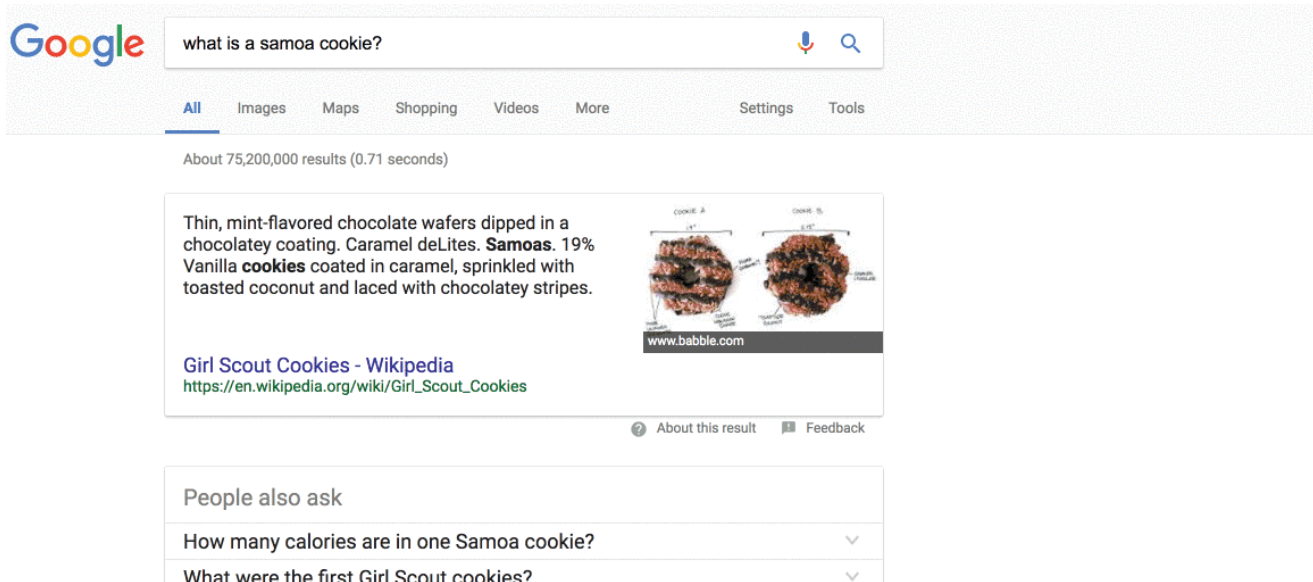 Google
what is a samoa cookie?
All Images Maps Shopping Videos More Settings Tools
About 75,200,000 results (0.71 seconds)
Thin, mint-flavored chocolate wafers dipped in a
chocolatey coating. Caramel deLites. Samoas. 19%
Vanilla cookies coated in caramel, sprinkled with
toasted coconut and laced with chocolatey stripes.
COOKIE A COOKIE B
www.babble.com
Girl Scout Cookies - Wikipedia
https://en.wikipedia.org/wiki/Girl_Scout_Cookies
About this result Feedback
People also ask
How many calories are in one Samoa cookie?
What were the first Girl Scout cookies?